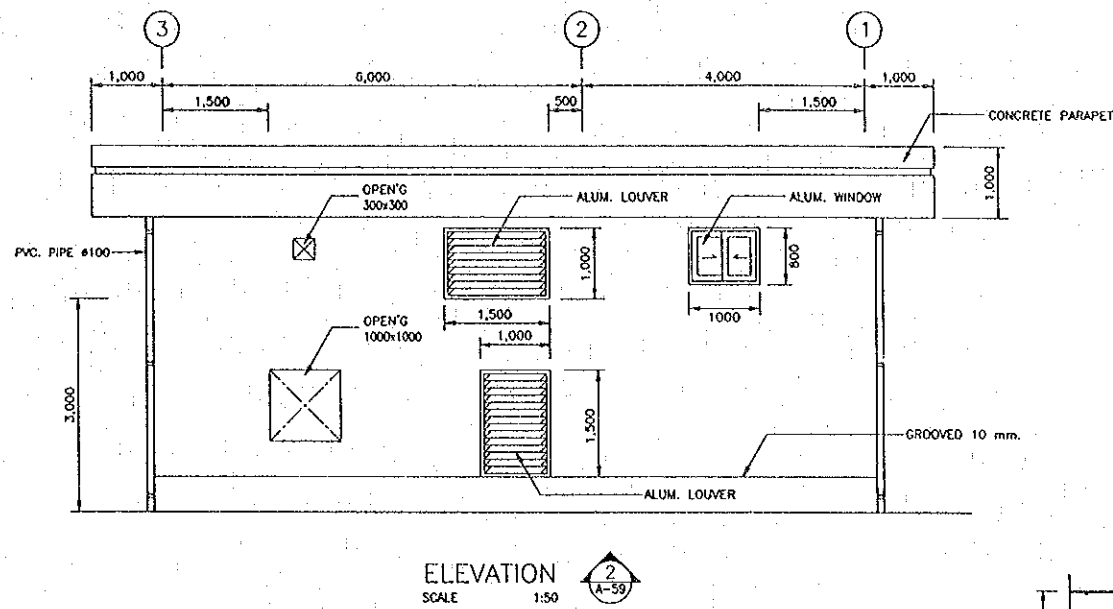 3
2
1
1,000
6,000
4,000
1,000
1,500
500
1,500
CONCRETE PARAPET
1,000
OPEN'G
300x300
ALUM. LOUVER
ALUM. WINDOW
PVC. PIPE ø100
1,000
800
1,500
1000
1,000
OPEN'G
1000x1000
3,000
1,500
GROOVED 10 mm.
ALUM. LOUVER
ELEVATION
SCALE 1:50
2
A-59